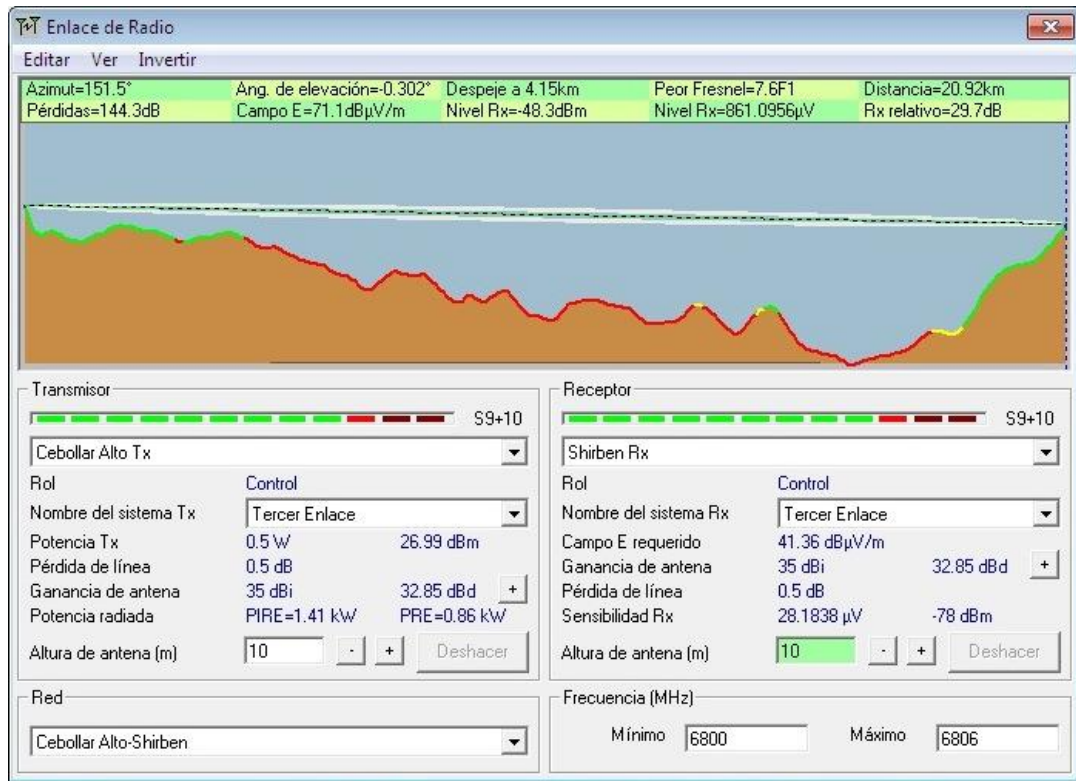 Enlace de Radio
Editar Ver Invertir
Azimut=151.5° Ang. de elevación=-0.302° Despeje a 4.15km Peor Fresnel=7.6F1 Distancia=20.92km
Pérdidas=144.3dB Campo E=71.1dBµV/m Nivel Rx=-48.3dBm Nivel Rx=861.0956µV Rx relativo=29.7dB
Transmisor
S9+10
Cebollar Alto Tx
Rol Control
Nombre del sistema Tx Tercer Enlace
Potencia Tx 0.5 W 26.99 dBm
Pérdida de línea 0.5 dB
Ganancia de antena 35 dBi 32.85 dBd +
Potencia radiada PIRE=1.41 kW PRE=0.86 kW
Altura de antena (m) 10 - + Deshacer
Receptor
S9+10
Shirben Rx
Rol Control
Nombre del sistema Rx Tercer Enlace
Campo E requerido 41.36 dBµV/m
Ganancia de antena 35 dBi 32.85 dBd +
Pérdida de línea 0.5 dB
Sensibilidad Rx 28.1838 µV -78 dBm
Altura de antena (m) 10 - + Deshacer
Red
Cebollar Alto-Shirben
Frecuencia (MHz)
Mínimo 6800 Máximo 6806